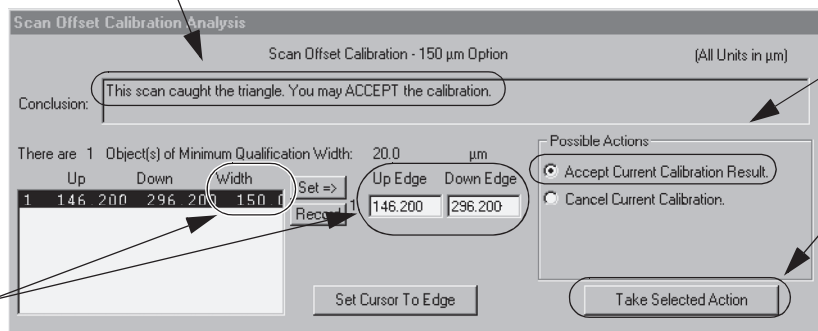 Scan Offset Calibration Analysis
Scan Offset Calibration - 150 µm Option (All Units in µm)
Conclusion: This scan caught the triangle. You may ACCEPT the calibration.
There are 1 Object(s) of Minimum Qualification Width: 20.0 µm
Up Down Width
1 146.200 296.200 150.0
Set =>
Record
Up Edge Down Edge
1 146.200 296.200
Set Cursor To Edge
Possible Actions
Accept Current Calibration Result.
Cancel Current Calibration.
Take Selected Action